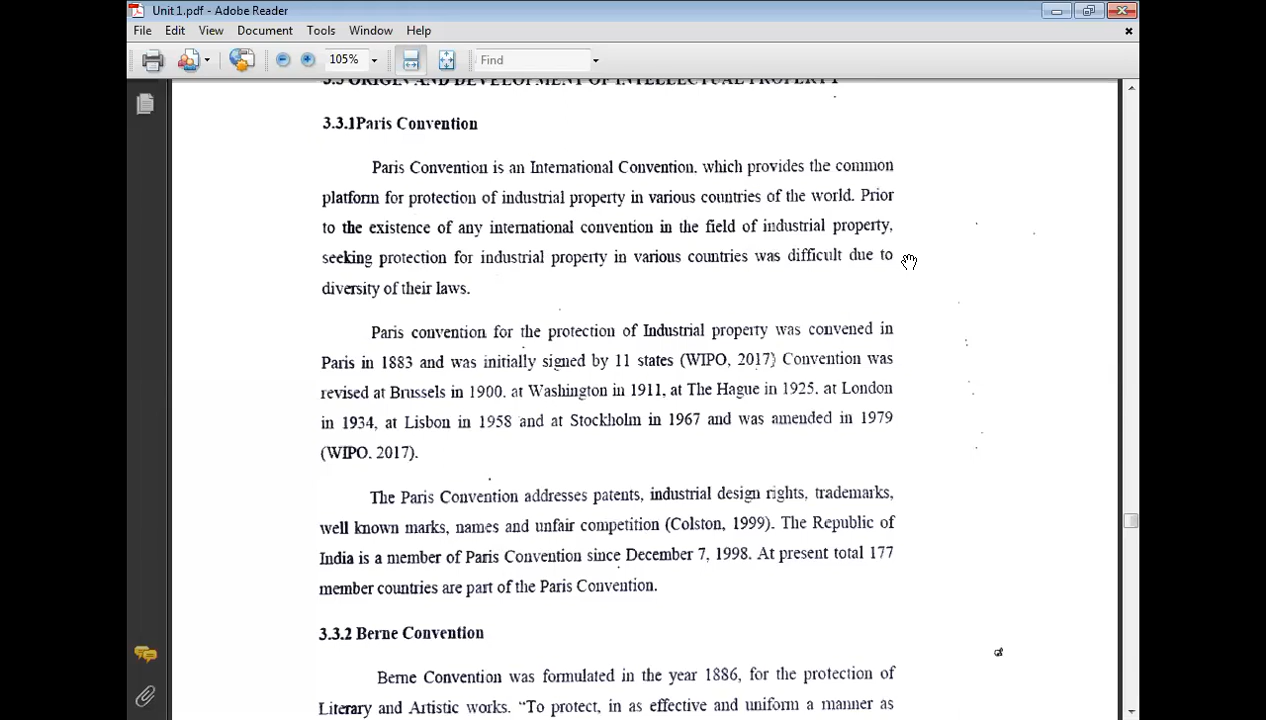 Unit 1.pdf - Adobe Reader
File Edit View Document Tools Window Help
105% Find
3.3 ORIGIN AND DEVELOPMENT OF INTELLECTUAL PROPERTY
3.3.1Paris Convention
Paris Convention is an International Convention. which provides the common
platform for protection of industrial property in various countries of the world. Prior
to the existence of any international convention in the field of industrial property,
seeking protection for industrial property in various countries was difficult due to
diversity of their laws.
Paris convention for the protection of Industrial property was convened in
Paris in 1883 and was initially signed by 11 states (WIPO, 2017) Convention was
revised at Brussels in 1900. at Washington in 1911, at The Hague in 1925. at London
in 1934, at Lisbon in 1958 and at Stockholm in 1967 and was amended in 1979
(WIPO. 2017).
The Paris Convention addresses patents, industrial design rights, trademarks,
well known marks, names and unfair competition (Colston, 1999). The Republic of
India is a member of Paris Convention since December 7, 1998. At present total 177
member countries are part of the Paris Convention.
3.3.2 Berne Convention
Berne Convention was formulated in the year 1886, for the protection of
Literary and Artistic works. “To protect, in as effective and uniform a manner as